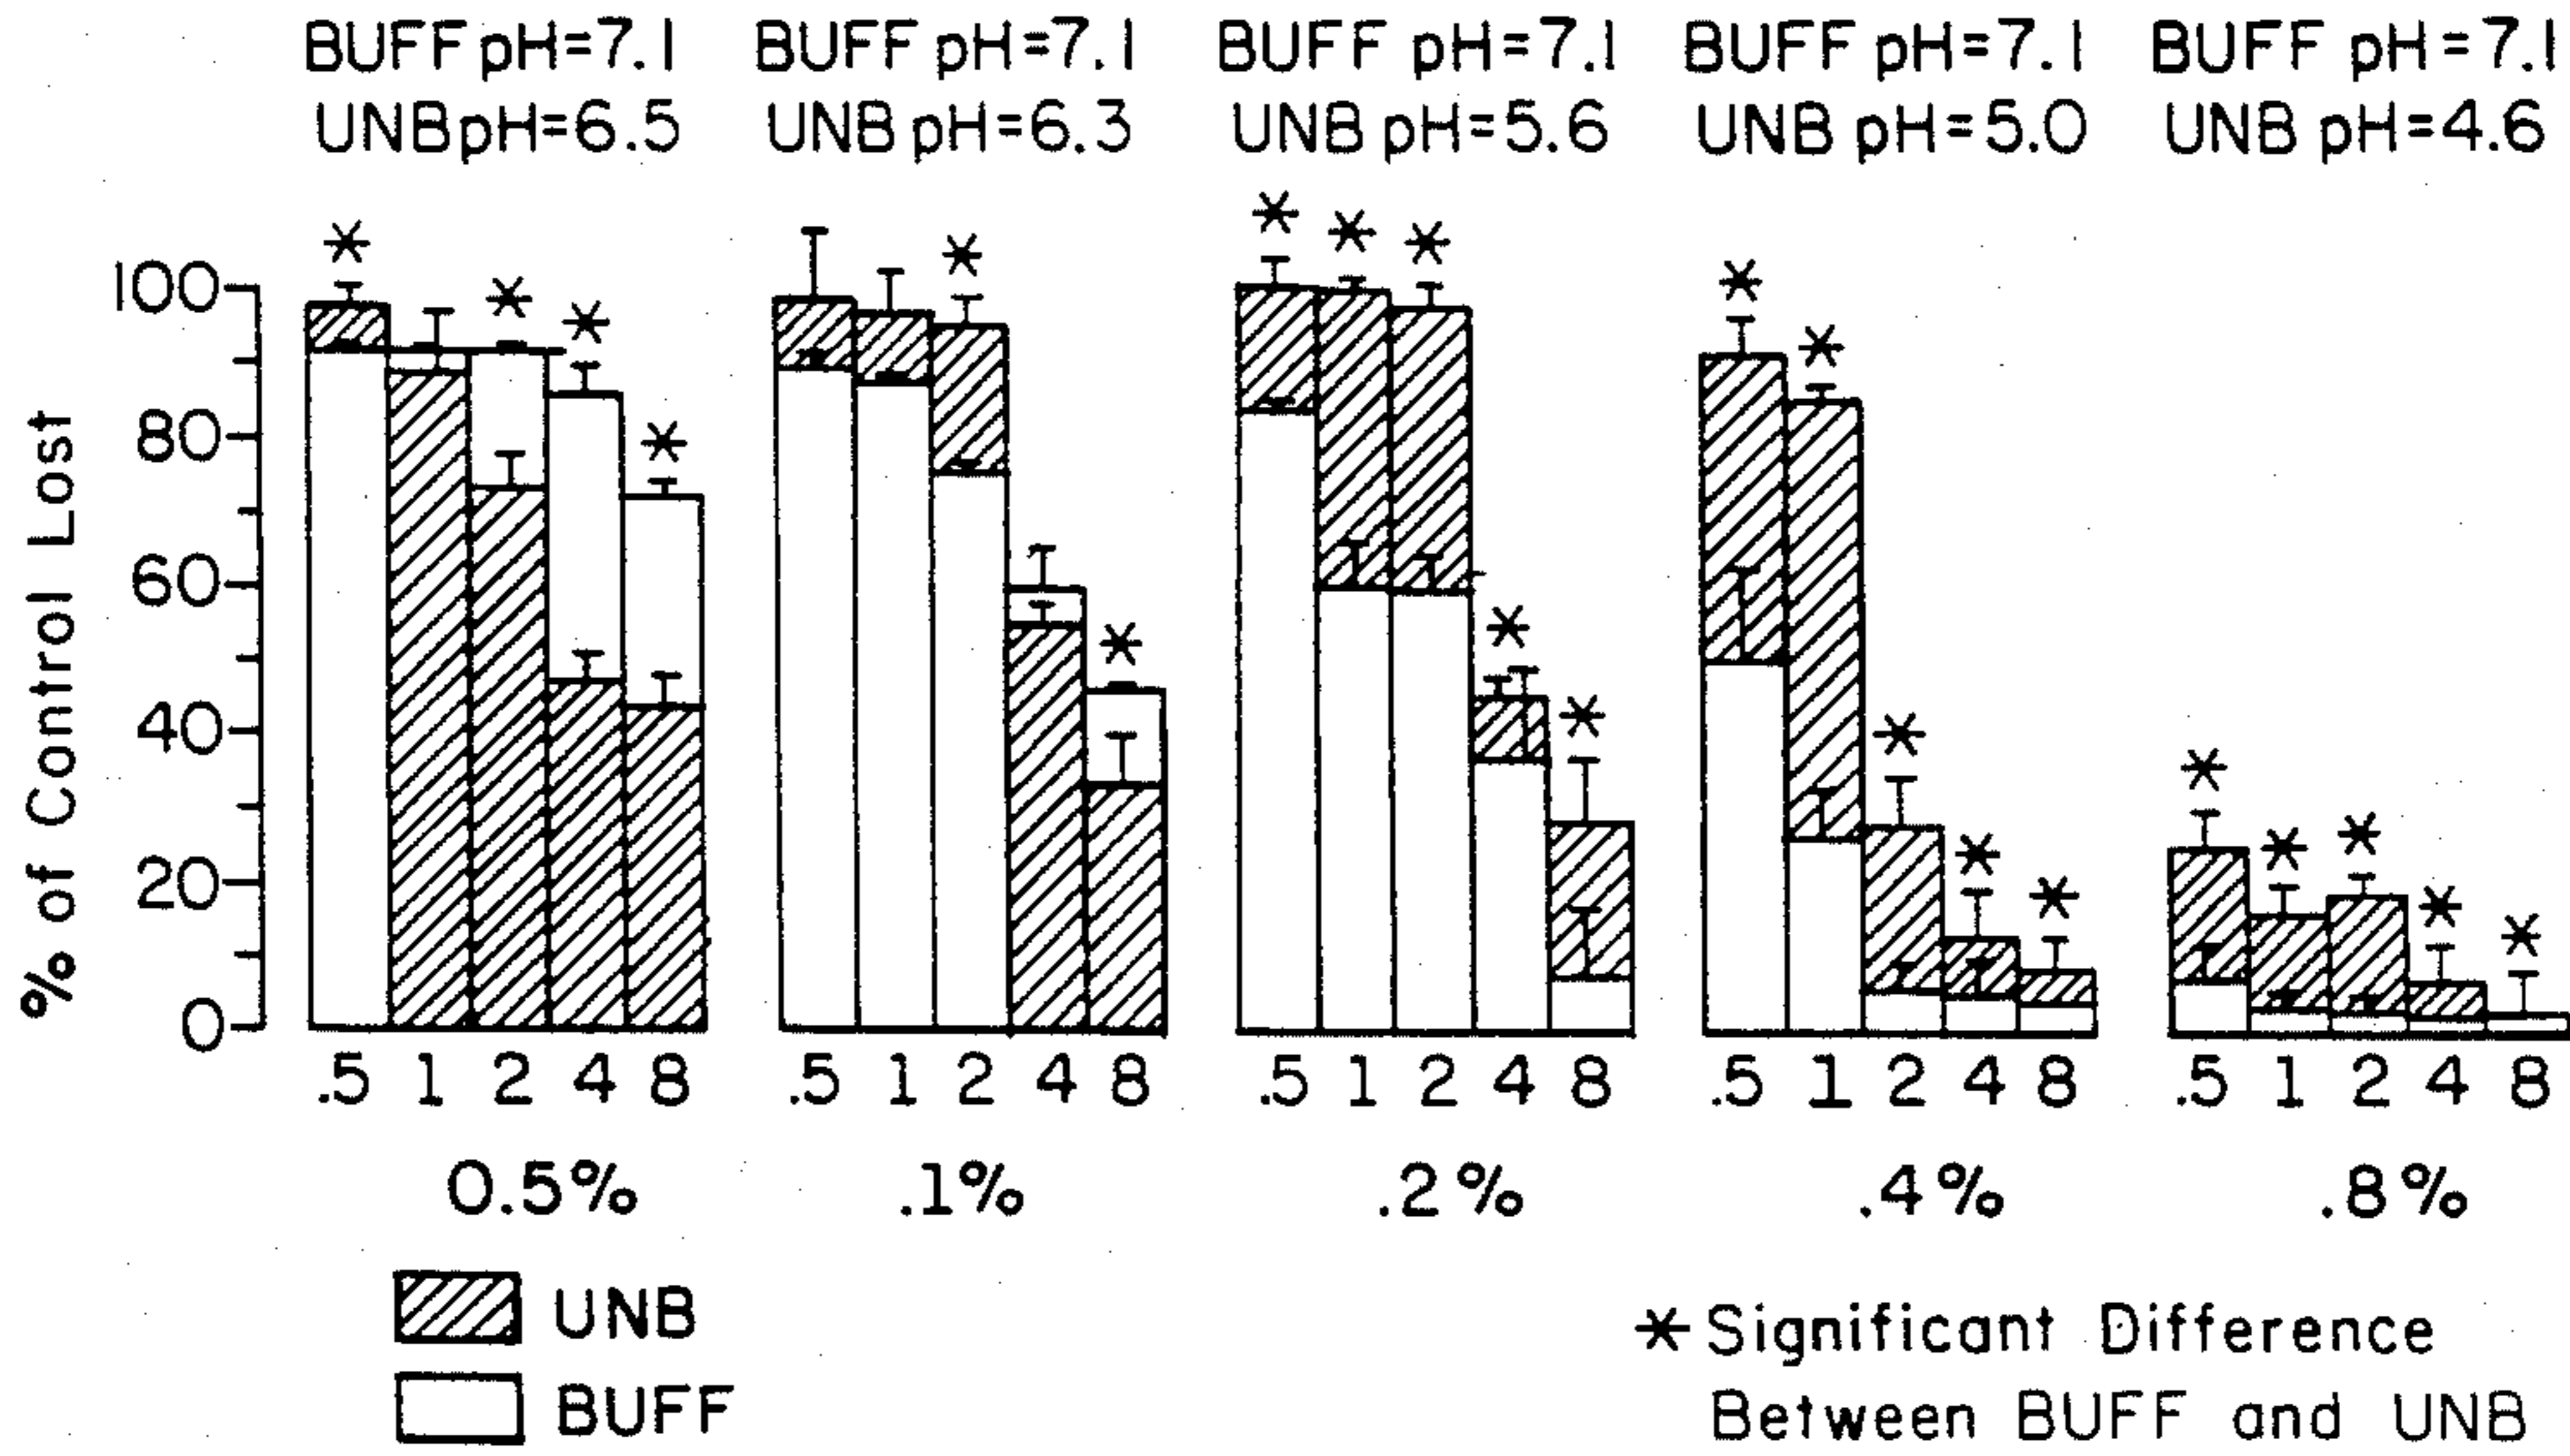 BUFF pH=7.1 BUFF pH=7.1 BUFF pH=7.1 BUFF pH=7.1 BUFF pH=7.1
UNB pH=6.5 UNB pH=6.3 UNB pH=5.6 UNB pH=5.0 UNB pH=4.6
% of Control Lost
100
80
60
40
20
0
.5 1 2 4 8 .5 1 2 4 8 .5 1 2 4 8 .5 1 2 4 8 .5 1 2 4 8
0.5% .1% .2% .4% .8%
UNB
BUFF
* Significant Difference
Between BUFF and UNB